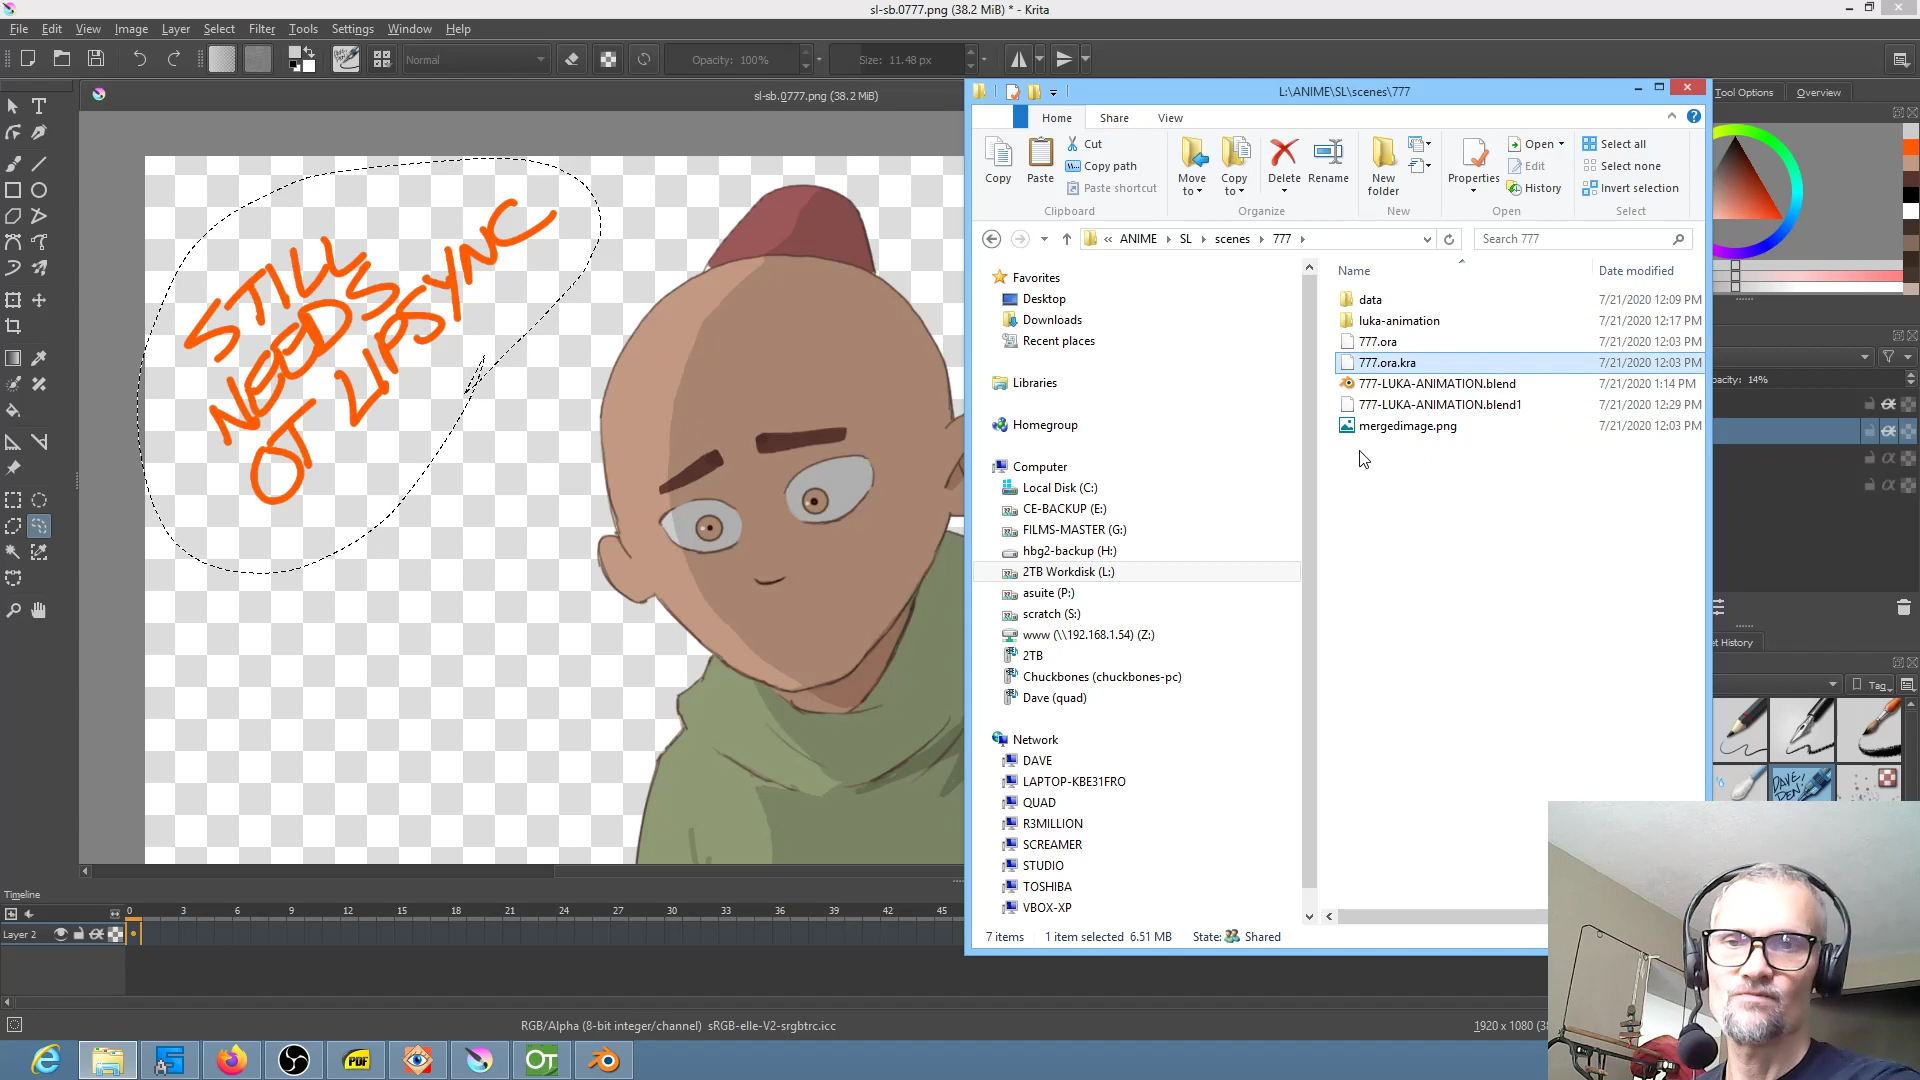 sl-sb.0777.png (38.2 MiB) * - Krita
File Edit View Image Layer Select Filter Tools Settings Window Help
Normal
Opacity: 100%
Size: 11.48 px
sl-sb.0777.png (38.2 MiB)
STILL
NEEDS
OT LIPSYNC
L:\ANIME\SL\scenes\777
Home Share View
Copy
Paste
Cut
Copy path
Paste shortcut
Clipboard
Move to
Copy to
Delete
Rename
Organize
New folder
New
Properties
Open
Edit
History
Open
Select all
Select none
Invert selection
Select
« ANIME SL scenes 777
Search 777
Favorites
Desktop
Downloads
Recent places
Libraries
Homegroup
Computer
Local Disk (C:)
CE-BACKUP (E:)
FILMS-MASTER (G:)
hbg2-backup (H:)
2TB Workdisk (L:)
asuite (P:)
scratch (S:)
www (\\192.168.1.54) (Z:)
2TB
Chuckbones (chuckbones-pc)
Dave (quad)
Network
DAVE
LAPTOP-KBE31FRO
QUAD
R3MILLION
SCREAMER
STUDIO
TOSHIBA
VBOX-XP
Name Date modified
data 7/21/2020 12:09 PM
luka-animation 7/21/2020 12:17 PM
777.ora 7/21/2020 12:03 PM
777.ora.kra 7/21/2020 12:03 PM
777-LUKA-ANIMATION.blend 7/21/2020 1:14 PM
777-LUKA-ANIMATION.blend1 7/21/2020 12:29 PM
mergedimage.png 7/21/2020 12:03 PM
7 items 1 item selected 6.51 MB State: Shared
Tool Options Overview
pacity: 14%
et History
Tag
DAVE!
Timeline
0 3 6 9 12 15 18 21 24 27 30 33 36 39 42 45
Layer 2
RGB/Alpha (8-bit integer/channel) sRGB-elle-V2-srgbtrc.icc
1920 x 1080 (38
PDF
OT